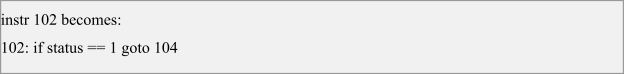 instr 102 becomes:
102: if status == 1 goto 104